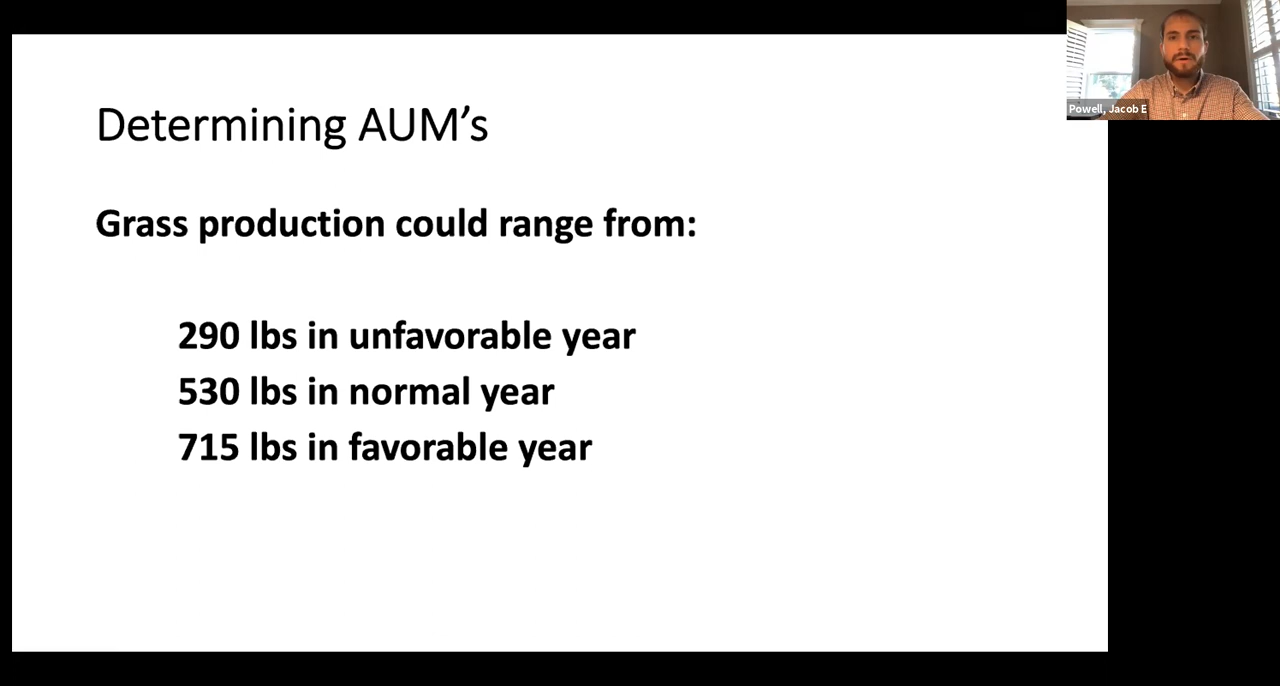 Determining AUM’s
Grass production could range from:
290 lbs in unfavorable year
530 lbs in normal year
715 lbs in favorable year
Powell, Jacob E